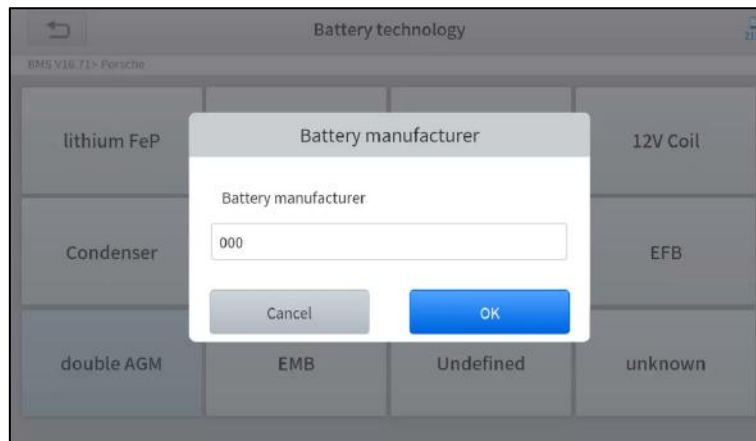 Battery technology
BMS V16.71> Porsche
lithium FeP
12V Coil
Battery manufacturer
Battery manufacturer
000
Condenser
EFB
Cancel
OK
double AGM
EMB
Undefined
unknown